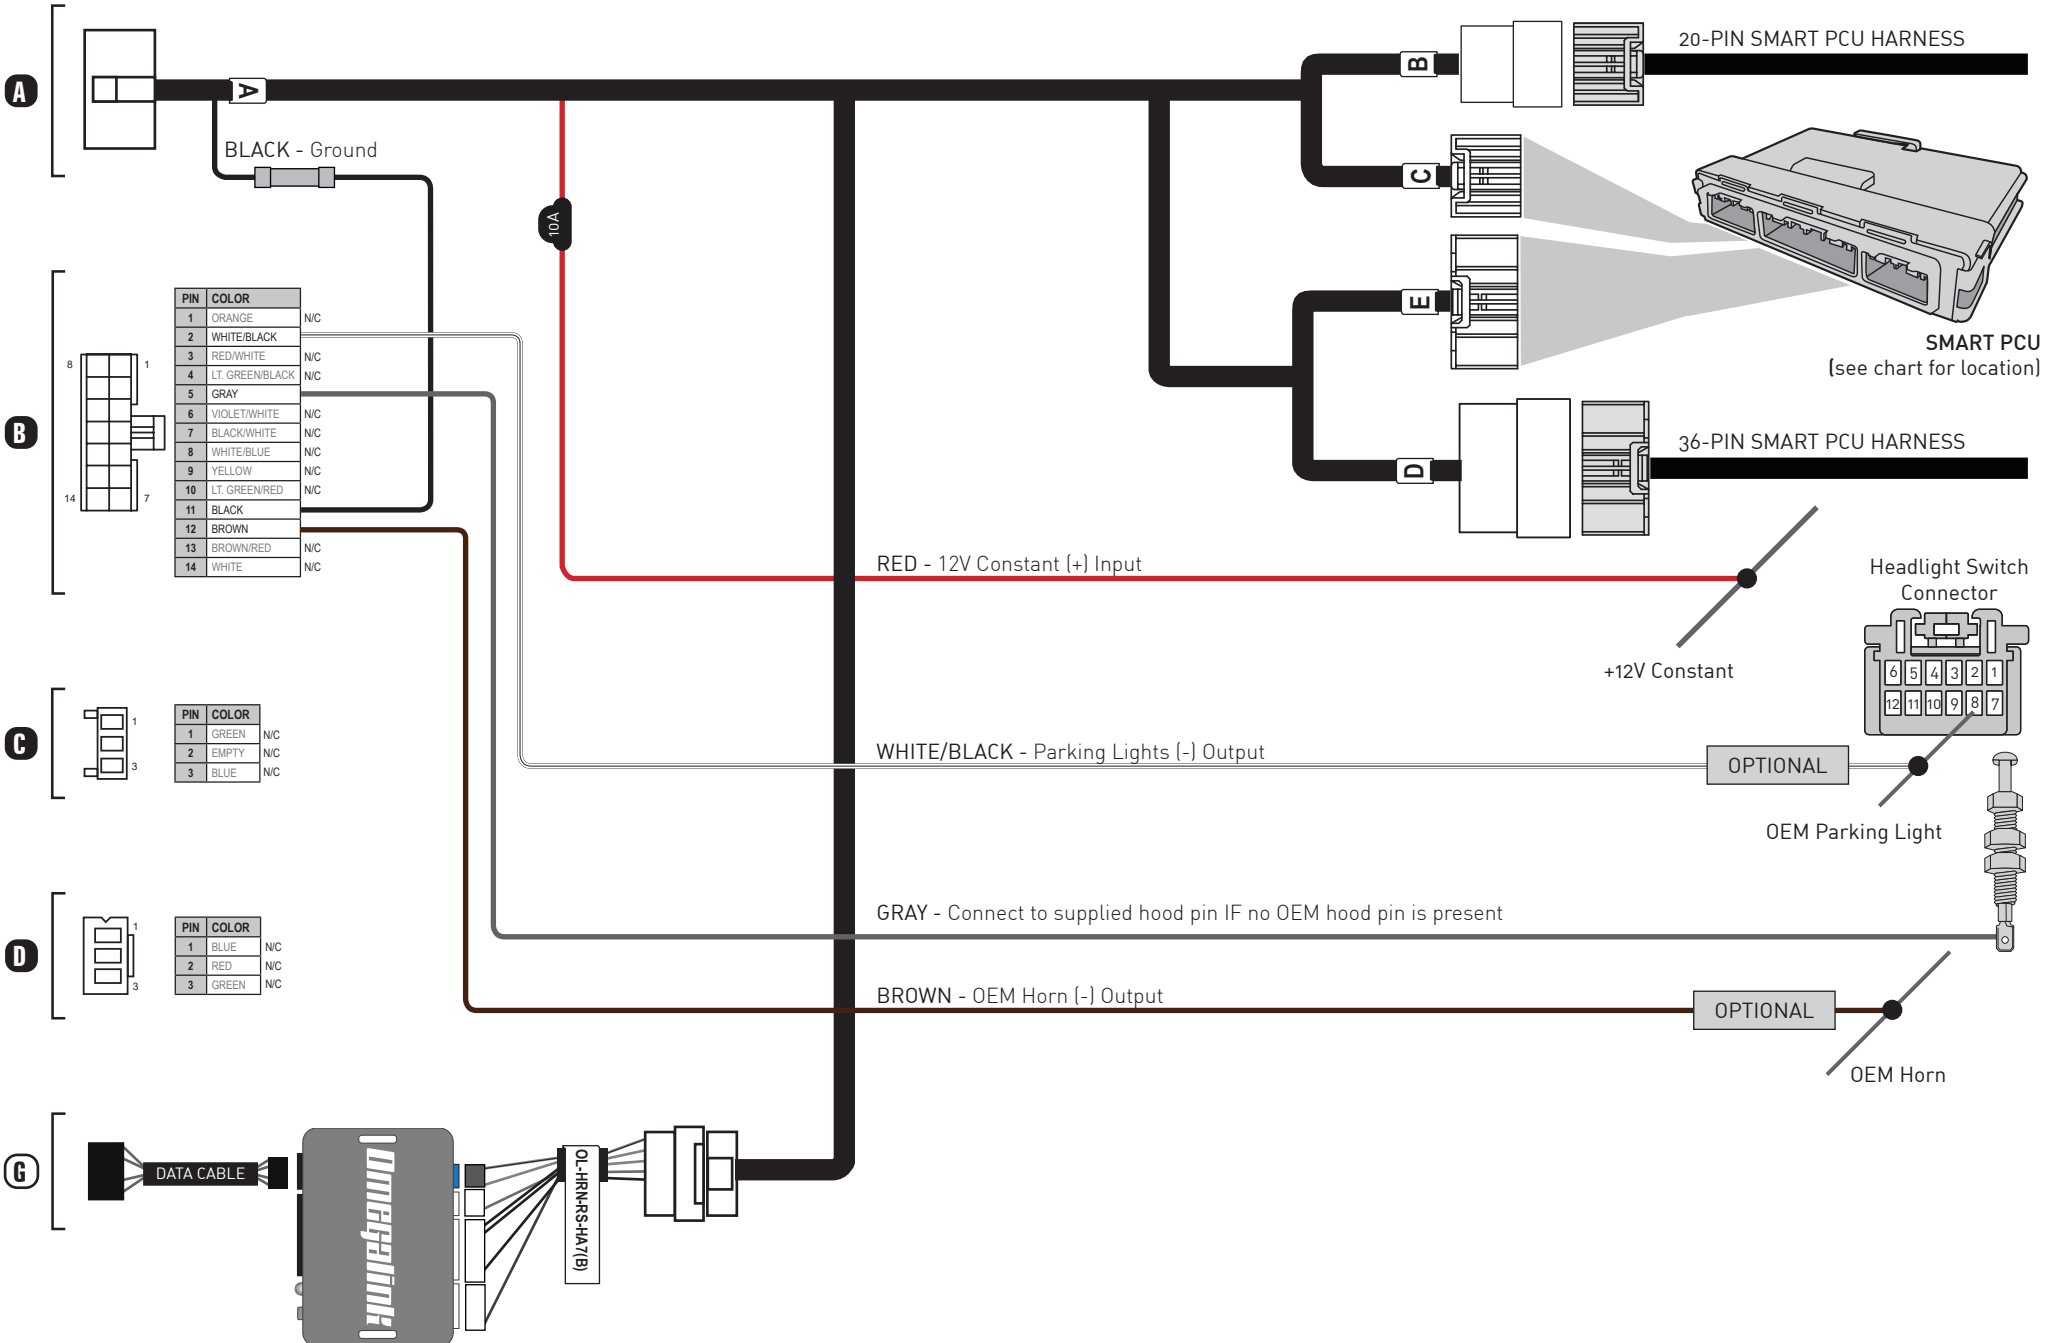 A
A
BLACK - Ground
10A
B
20-PIN SMART PCU HARNESS
C
E
SMART PCU
(see chart for location)
D
36-PIN SMART PCU HARNESS
B
8
1
14
7
PIN COLOR
1 ORANGE N/C
2 WHITE/BLACK
3 RED/WHITE N/C
4 LT. GREEN/BLACK N/C
5 GRAY
6 VIOLET/WHITE N/C
7 BLACK/WHITE N/C
8 WHITE/BLUE N/C
9 YELLOW N/C
10 LT. GREEN/RED N/C
11 BLACK
12 BROWN
13 BROWN/RED N/C
14 WHITE N/C
RED - 12V Constant (+) Input
+12V Constant
Headlight Switch
Connector
6 5 4 3 2 1
12 11 10 9 8 7
C
1
3
PIN COLOR
1 GREEN N/C
2 EMPTY N/C
3 BLUE N/C
WHITE/BLACK - Parking Lights (-) Output
OPTIONAL
OEM Parking Light
D
1
3
PIN COLOR
1 BLUE N/C
2 RED N/C
3 GREEN N/C
GRAY - Connect to supplied hood pin IF no OEM hood pin is present
BROWN - OEM Horn (-) Output
OPTIONAL
OEM Horn
G
DATA CABLE
Omegalink
OL-HRN-RS-HA7(B)